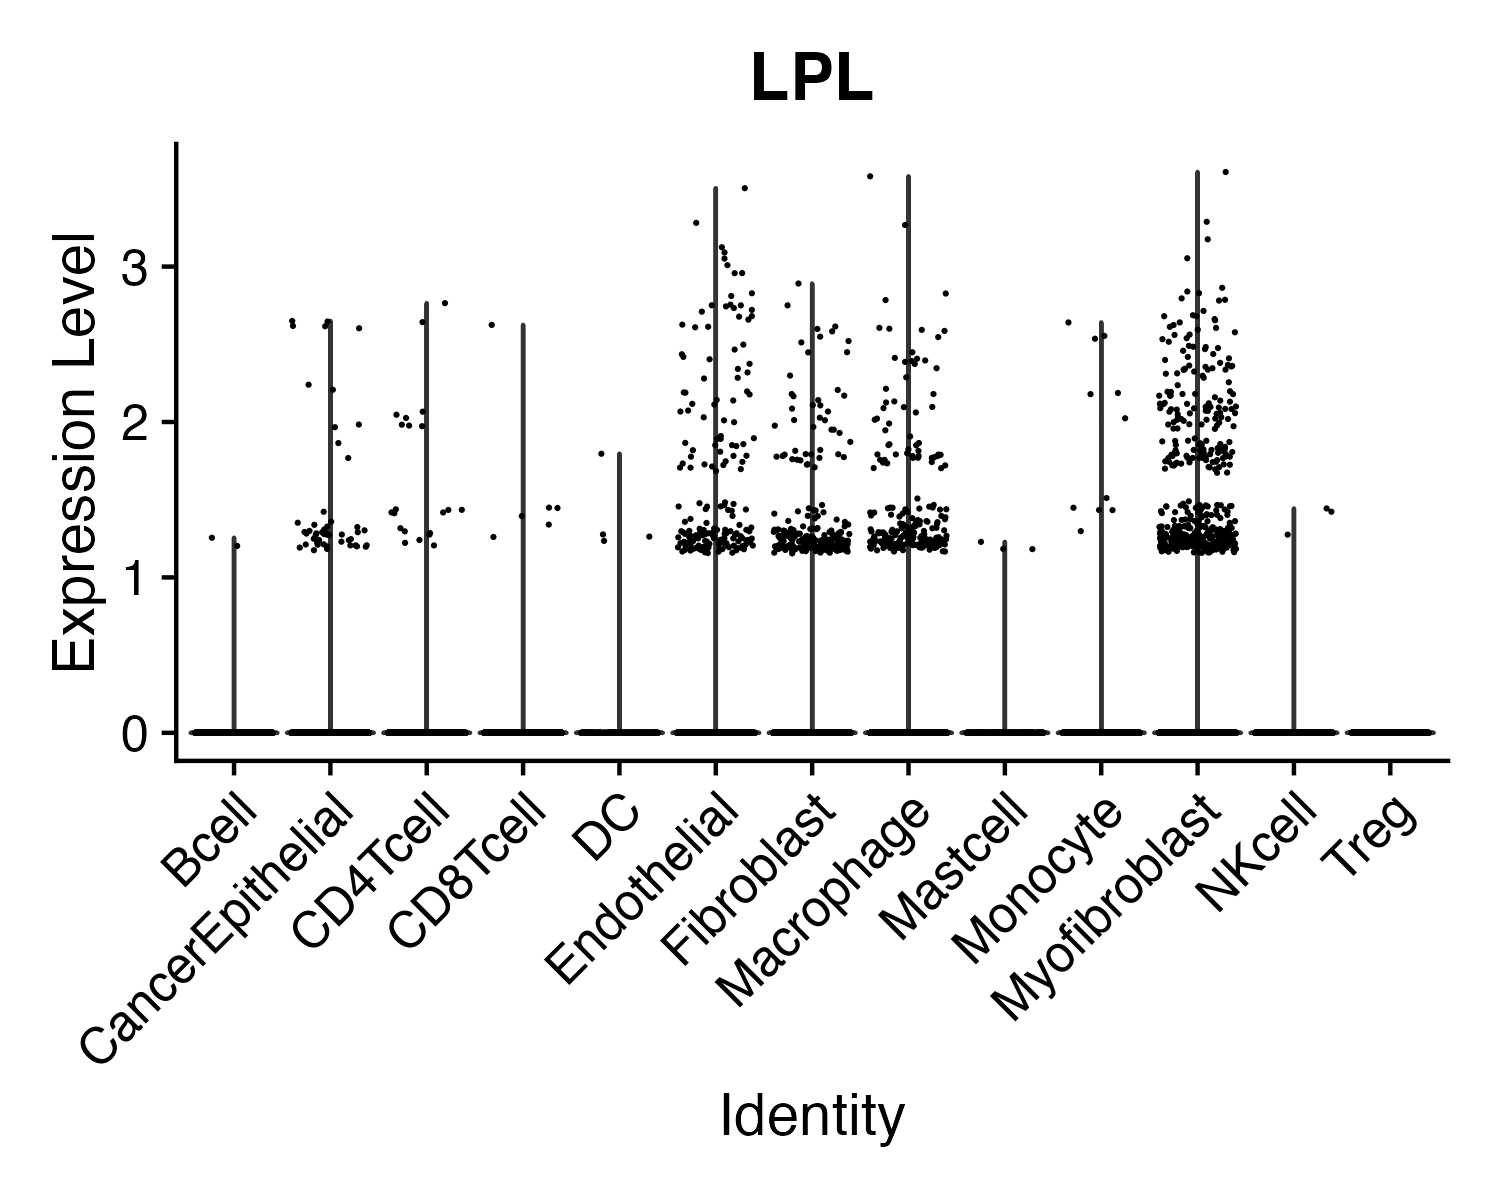 LPL
Expression Level
3
2
1
0
Bcell
CancerEpithelial
CD4Tcell
CD8Tcell
DC
Endothelial
Fibroblast
Macrophage
Mastcell
Monocyte
Myofibroblast
NKcell
Treg
Identity